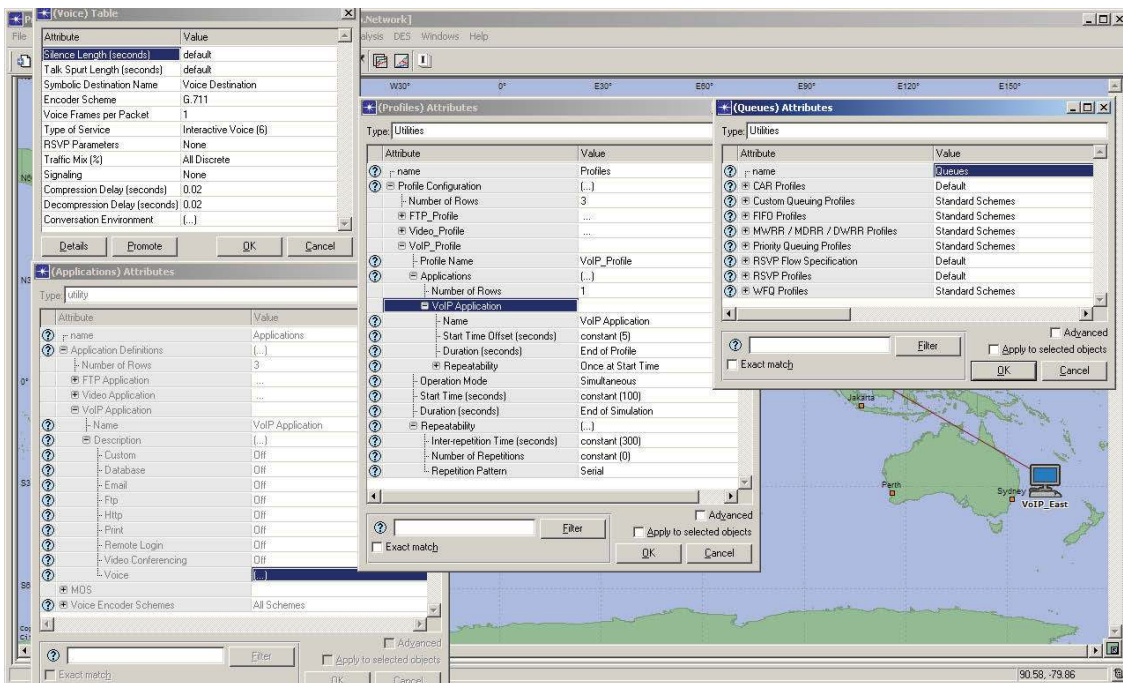 (Voice) Table
Attribute Value
Silence Length (seconds) default
Talk Spurt Length (seconds) default
Symbolic Destination Name Voice Destination
Encoder Scheme G.711
Voice Frames per Packet 1
Type of Service Interactive Voice (6)
RSVP Parameters None
Traffic Mix (%) All Discrete
Signaling None
Compression Delay (seconds) 0.02
Decompression Delay (seconds) 0.02
Conversation Environment (...)
Details Promote OK Cancel
(Applications) Attributes
Type: utility
Attribute Value
name Applications
Application Definitions (...)
Number of Rows 3
FTP Application ...
Video Application ...
VoIP Application
Name VoIP Application
Description (...)
Custom Off
Database Off
Email Off
Ftp Off
Http Off
Print Off
Remote Login Off
Video Conferencing Off
Voice (...)
MOS
Voice Encoder Schemes All Schemes
Advanced
Filter Apply to selected objects
Exact match OK Cancel
.Network]
File
alysis DES Windows Help
W30° 0° E30° E60° E90° E120° E150°
(Profiles) Attributes
Type: Utilities
Attribute Value
name Profiles
Profile Configuration (...)
Number of Rows 3
FTP_Profile ...
Video_Profile ...
VoIP_Profile
Profile Name VoIP_Profile
Applications (...)
Number of Rows 1
VoIP Application
Name VoIP Application
Start Time Offset (seconds) constant (5)
Duration (seconds) End of Profile
Repeatability Once at Start Time
Operation Mode Simultaneous
Start Time (seconds) constant (100)
Duration (seconds) End of Simulation
Repeatability (...)
Inter-repetition Time (seconds) constant (300)
Number of Repetitions constant (0)
Repetition Pattern Serial
Advanced
Filter Apply to selected objects
Exact match OK Cancel
(Queues) Attributes
Type: Utilities
Attribute Value
name Queues
CAR Profiles Default
Custom Queuing Profiles Standard Schemes
FIFO Profiles Standard Schemes
MWRR / MDRR / DWRR Profiles Standard Schemes
Priority Queuing Profiles Standard Schemes
RSVP Flow Specification Default
RSVP Profiles Default
WFQ Profiles Standard Schemes
Advanced
Filter Apply to selected objects
Exact match OK Cancel
Jakarta
Perth
Sydney
VoIP_East
0°
90.58, -79.86